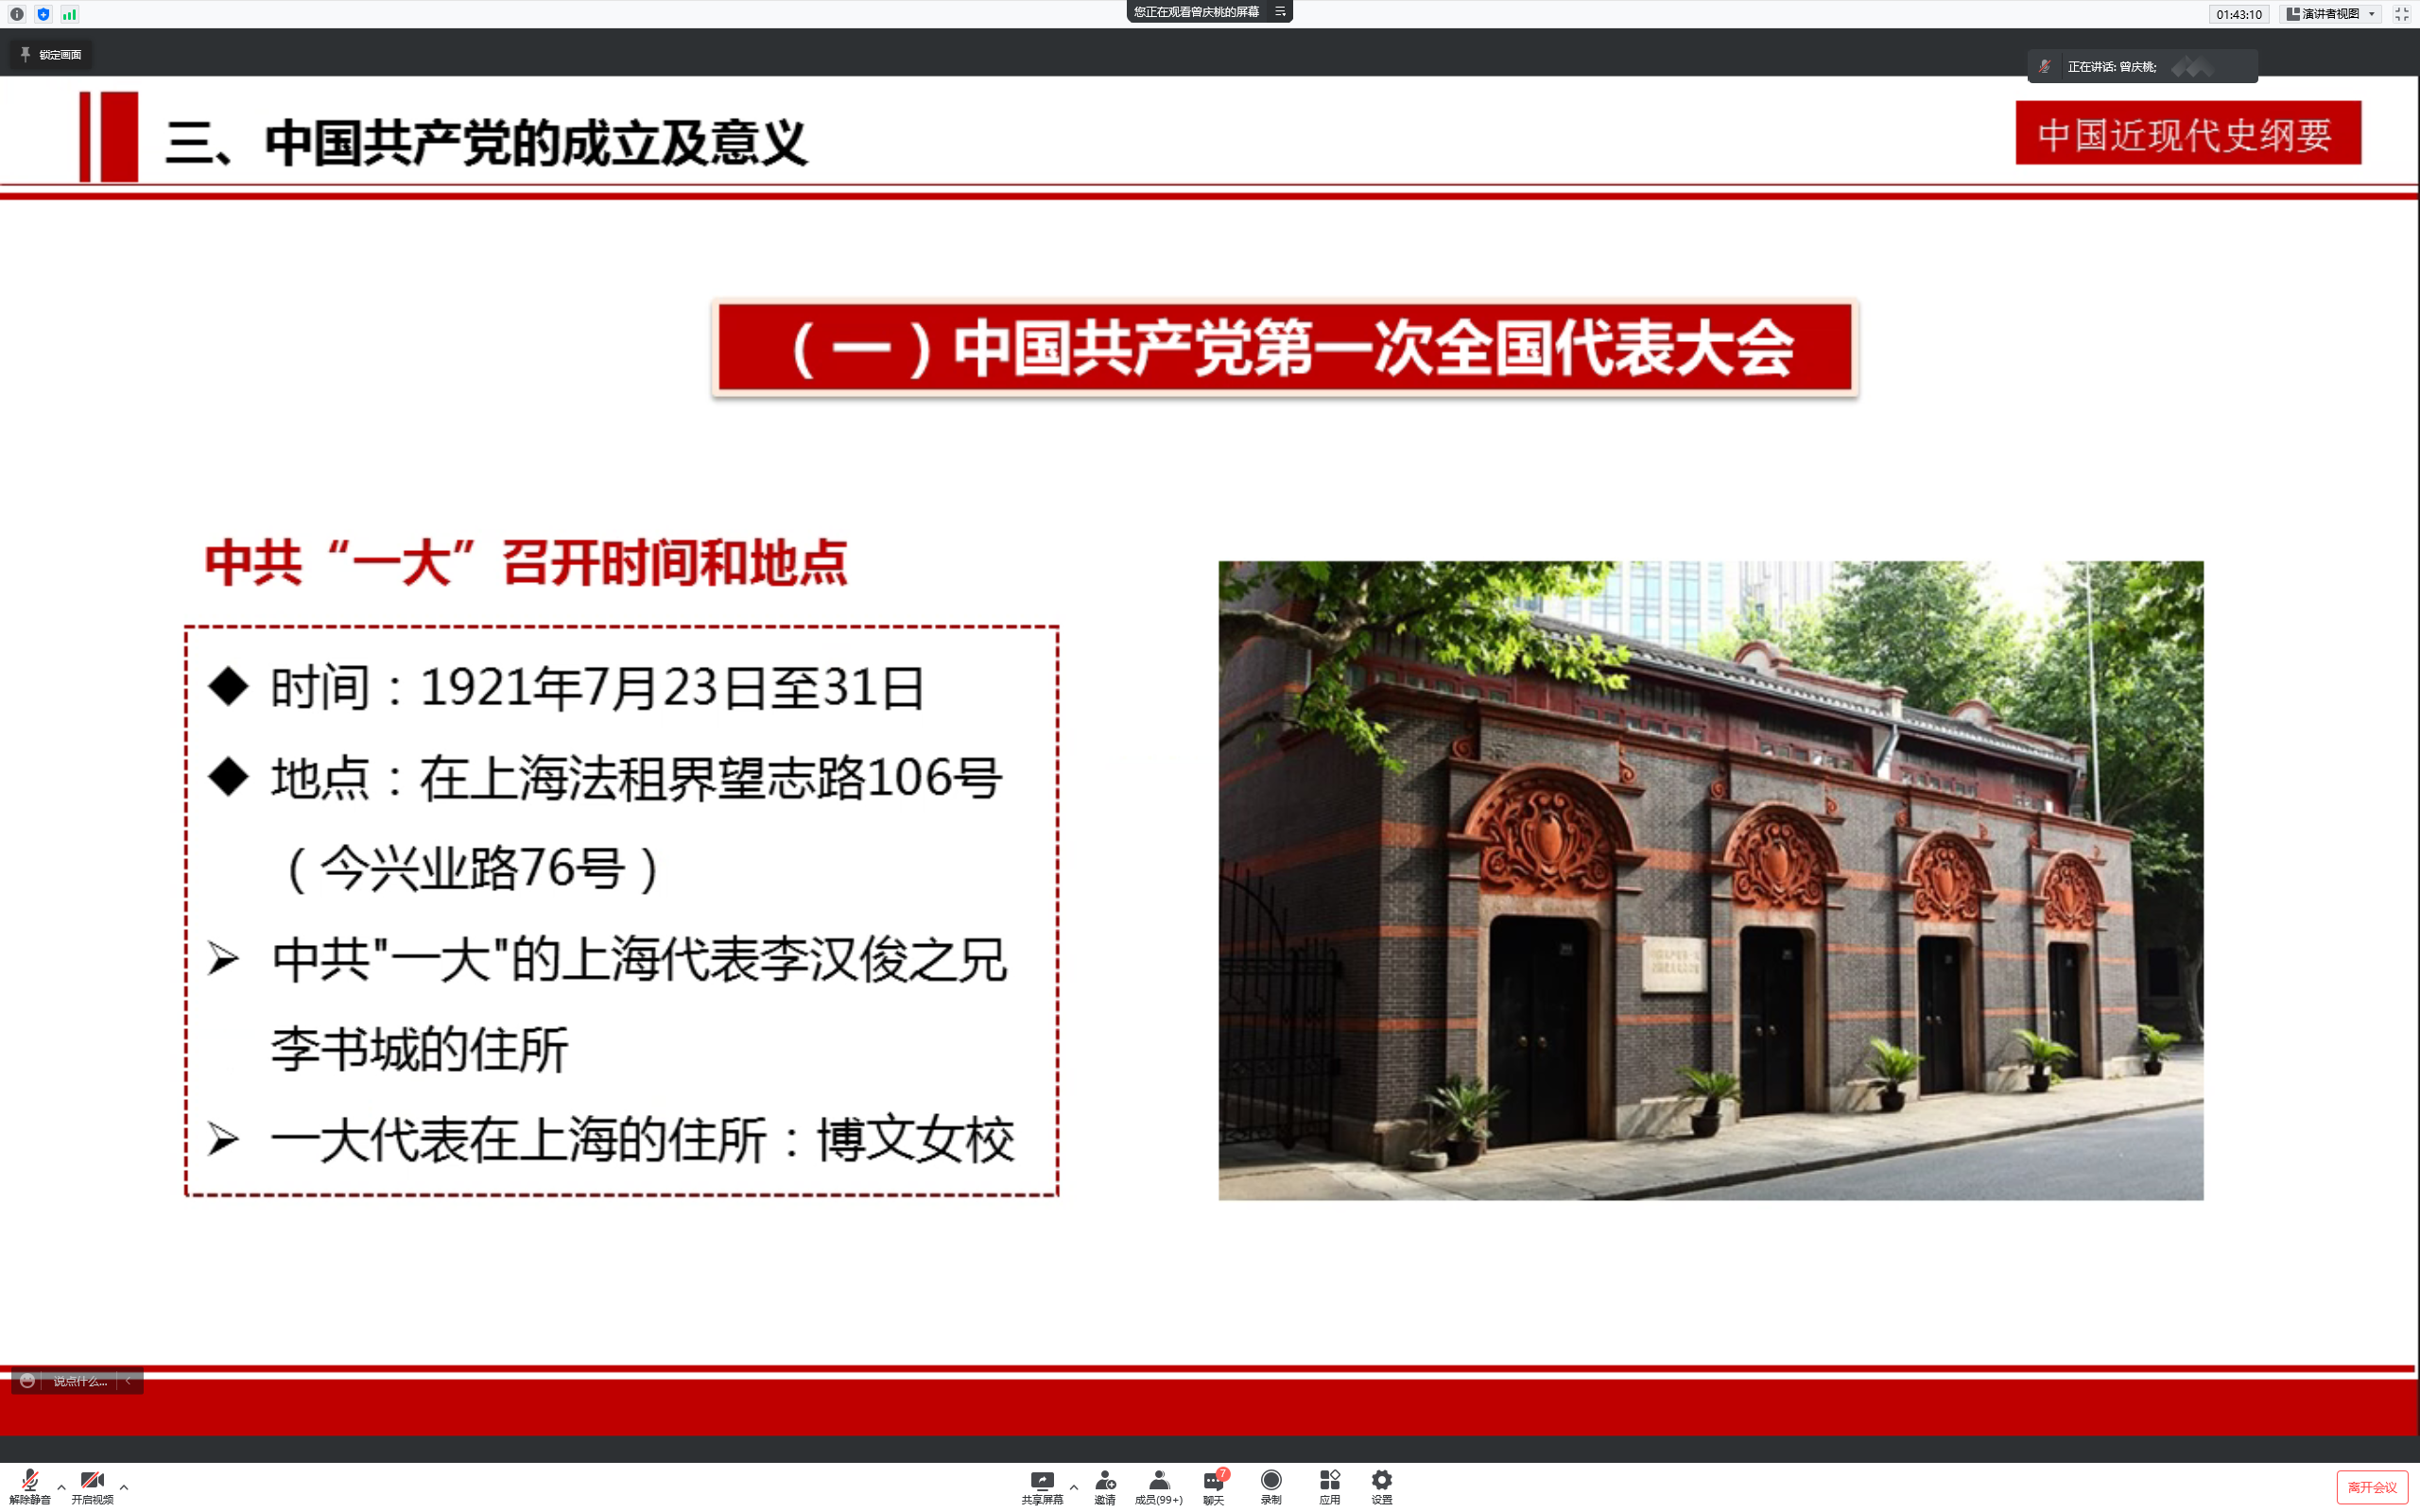 您正在观看曾庆桃的屏幕
01:43:10
演讲者视图
锁定画面
正在讲话: 曾庆桃;
三、中国共产党的成立及意义
中国近现代史纲要
（一）中国共产党第一次全国代表大会
中共“一大”召开时间和地点
◆ 时间：1921年7月23日至31日
◆ 地点：在上海法租界望志路106号
（今兴业路76号）
➢ 中共"一大"的上海代表李汉俊之兄
李书城的住所
➢ 一大代表在上海的住所：博文女校
说点什么...
解除静音
开启视频
共享屏幕
邀请
成员(99+)
7
聊天
录制
应用
设置
离开会议